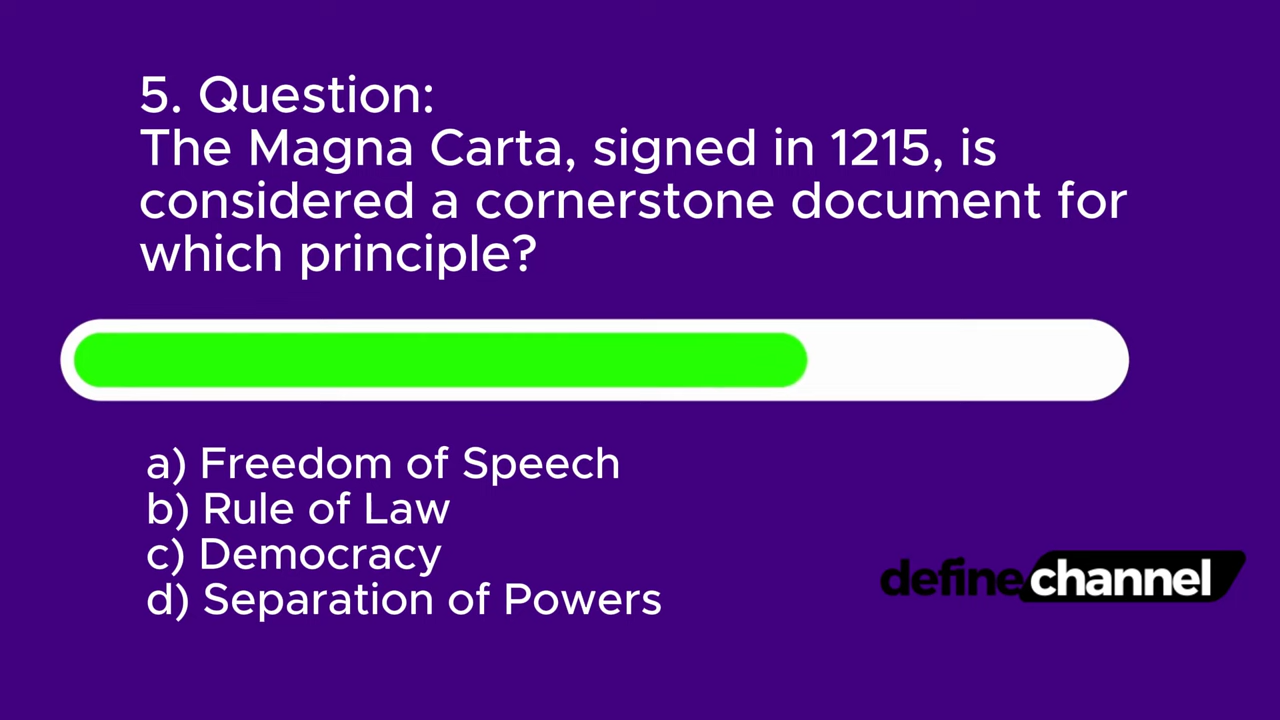 5. Question:
The Magna Carta, signed in 1215, is
considered a cornerstone document for
which principle?
a) Freedom of Speech
b) Rule of Law
c) Democracy
d) Separation of Powers
definechannel